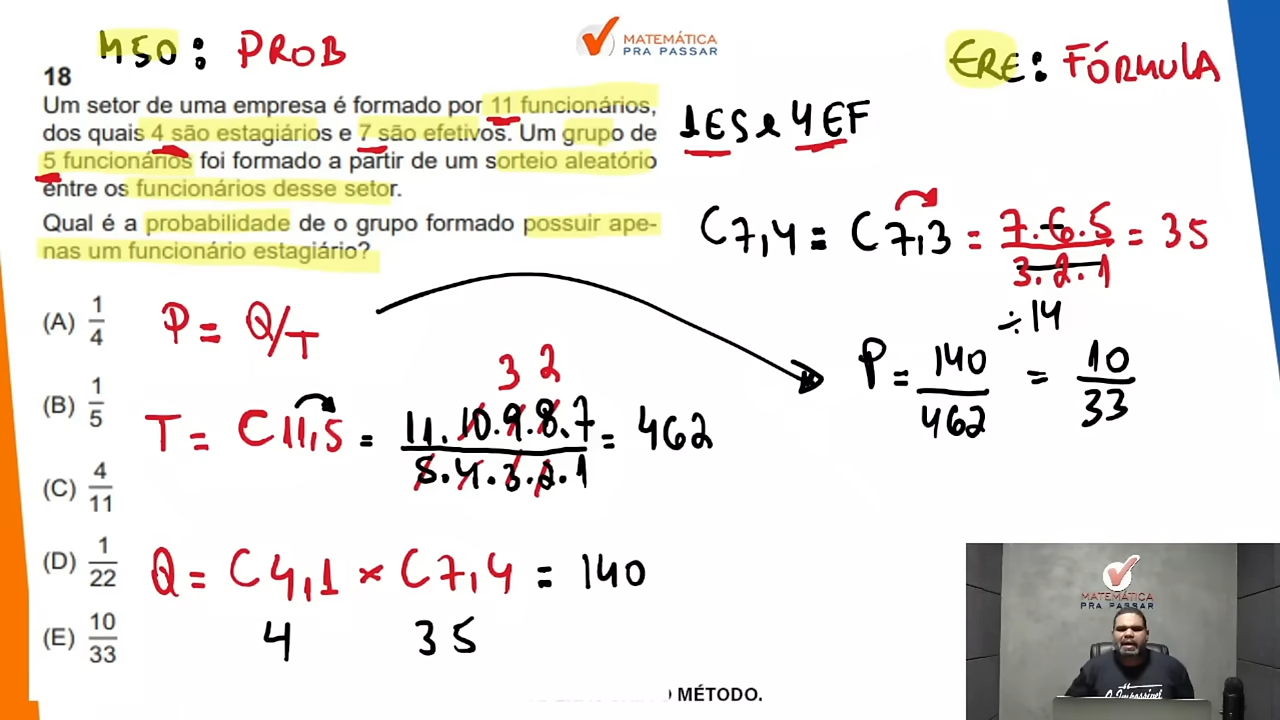 MSO: PROB
MATEMÁTICA
PRA PASSAR
ERE: FÓRMULA
18
Um setor de uma empresa é formado por 11 funcionários,
dos quais 4 são estagiários e 7 são efetivos. Um grupo de
5 funcionários foi formado a partir de um sorteio aleatório
entre os funcionários desse setor.
Qual é a probabilidade de o grupo formado possuir ape-
nas um funcionário estagiário?
1ES e 4EF
C7,4 = C7,3 = 7.6.5/3.2.1 = 35
(A) 1/4
P = Q/T
÷14
P = 140/462 = 10/33
(B) 1/5
3 2
T = C11,5 = 11.10.9.8.7/5.4.3.2.1 = 462
(C) 4/11
(D) 1/22
Q = C4,1 × C7,4 = 140
4 35
(E) 10/33
MATEMÁTICA
PRA PASSAR
MÉTODO.